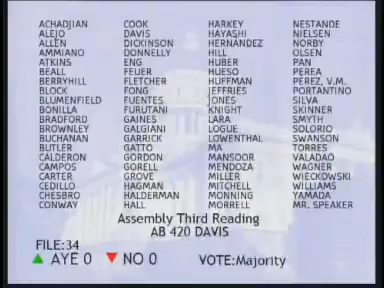 ACHADJIAN COOK HARKEY NESTANDE
ALEJO DAVIS HAYASHI NIELSEN
ALLEN DICKINSON HERNÁNDEZ NORBY
AMMIANO DONNELLY HILL OLSEN
ATKINS ENG HUBER PAN
BEALL FEUER HUESO PEREA
BERRYHILL FLETCHER HUFFMAN PEREZ, V.M.
BLOCK FONG JEFFRIES PORTANTINO
BLUMENFIELD FUENTES JONES SILVA
BONILLA FURUTANI KNIGHT SKINNER
BRADFORD GAINES LARA SMYTH
BROWNLEY GALGIANI LOGUE SOLORIO
BUCHANAN GARRICK LOWENTHAL SWANSON
BUTLER GATTO MA TORRES
CALDERON GORDON MANSOOR VALADAO
CAMPOS GORELL MENDOZA WAGNER
CARTER GROVE MILLER WIECKOWSKI
CEDILLO HAGMAN MITCHELL WILLIAMS
CHESBRO HALDERMAN MONNING YAMADA
CONWAY HALL MORRELL MR. SPEAKER
Assembly Third Reading
AB 420 DAVIS
FILE:34
▲ AYE 0 ▼ NO 0 VOTE:Majority